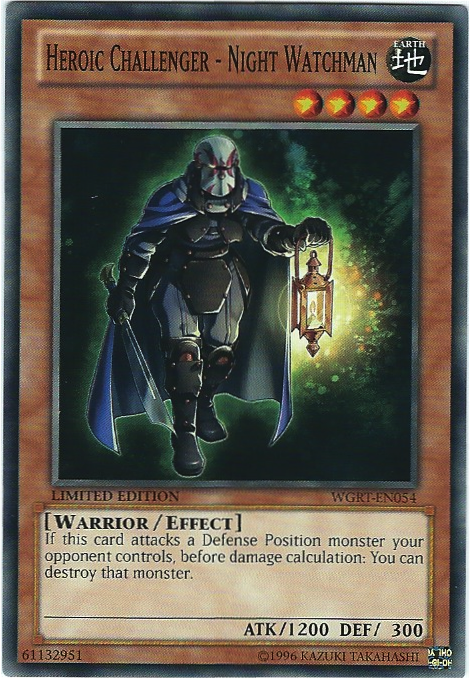 HEROIC CHALLENGER - NIGHT WATCHMAN
EARTH
地
LIMITED EDITION
WGRT-EN054
[WARRIOR/EFFECT]
If this card attacks a Defense Position monster your
opponent controls, before damage calculation: You can
destroy that monster.
ATK/1200 DEF/ 300
61132951
©1996 KAZUKI TAKAHASHI